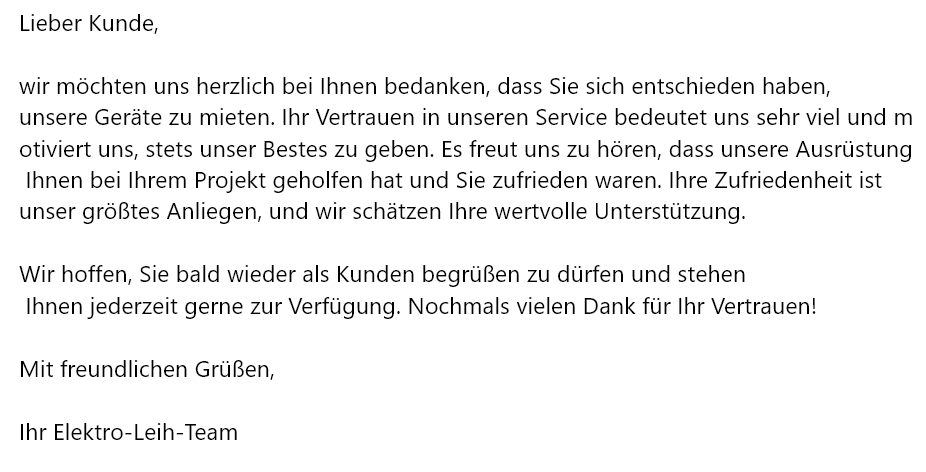 Lieber Kunde,
wir möchten uns herzlich bei Ihnen bedanken, dass Sie sich entschieden haben,
unsere Geräte zu mieten. Ihr Vertrauen in unseren Service bedeutet uns sehr viel und m
otiviert uns, stets unser Bestes zu geben. Es freut uns zu hören, dass unsere Ausrüstung
Ihnen bei Ihrem Projekt geholfen hat und Sie zufrieden waren. Ihre Zufriedenheit ist
unser größtes Anliegen, und wir schätzen Ihre wertvolle Unterstützung.
Wir hoffen, Sie bald wieder als Kunden begrüßen zu dürfen und stehen
Ihnen jederzeit gerne zur Verfügung. Nochmals vielen Dank für Ihr Vertrauen!
Mit freundlichen Grüßen,
Ihr Elektro-Leih-Team